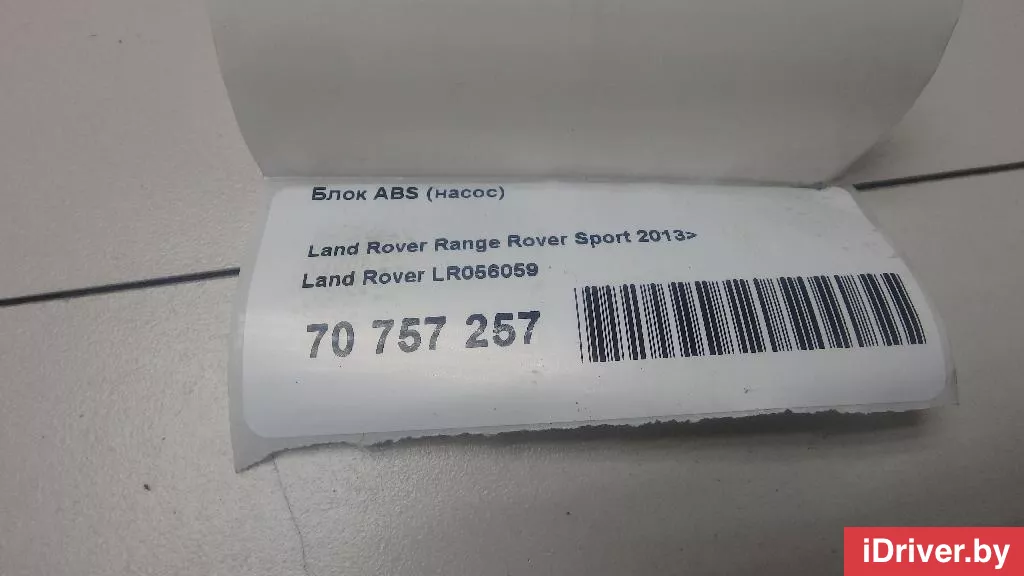 Блок ABS (насос)
Land Rover Range Rover Sport 2013>
Land Rover LR056059
70 757 257
iDriver.by